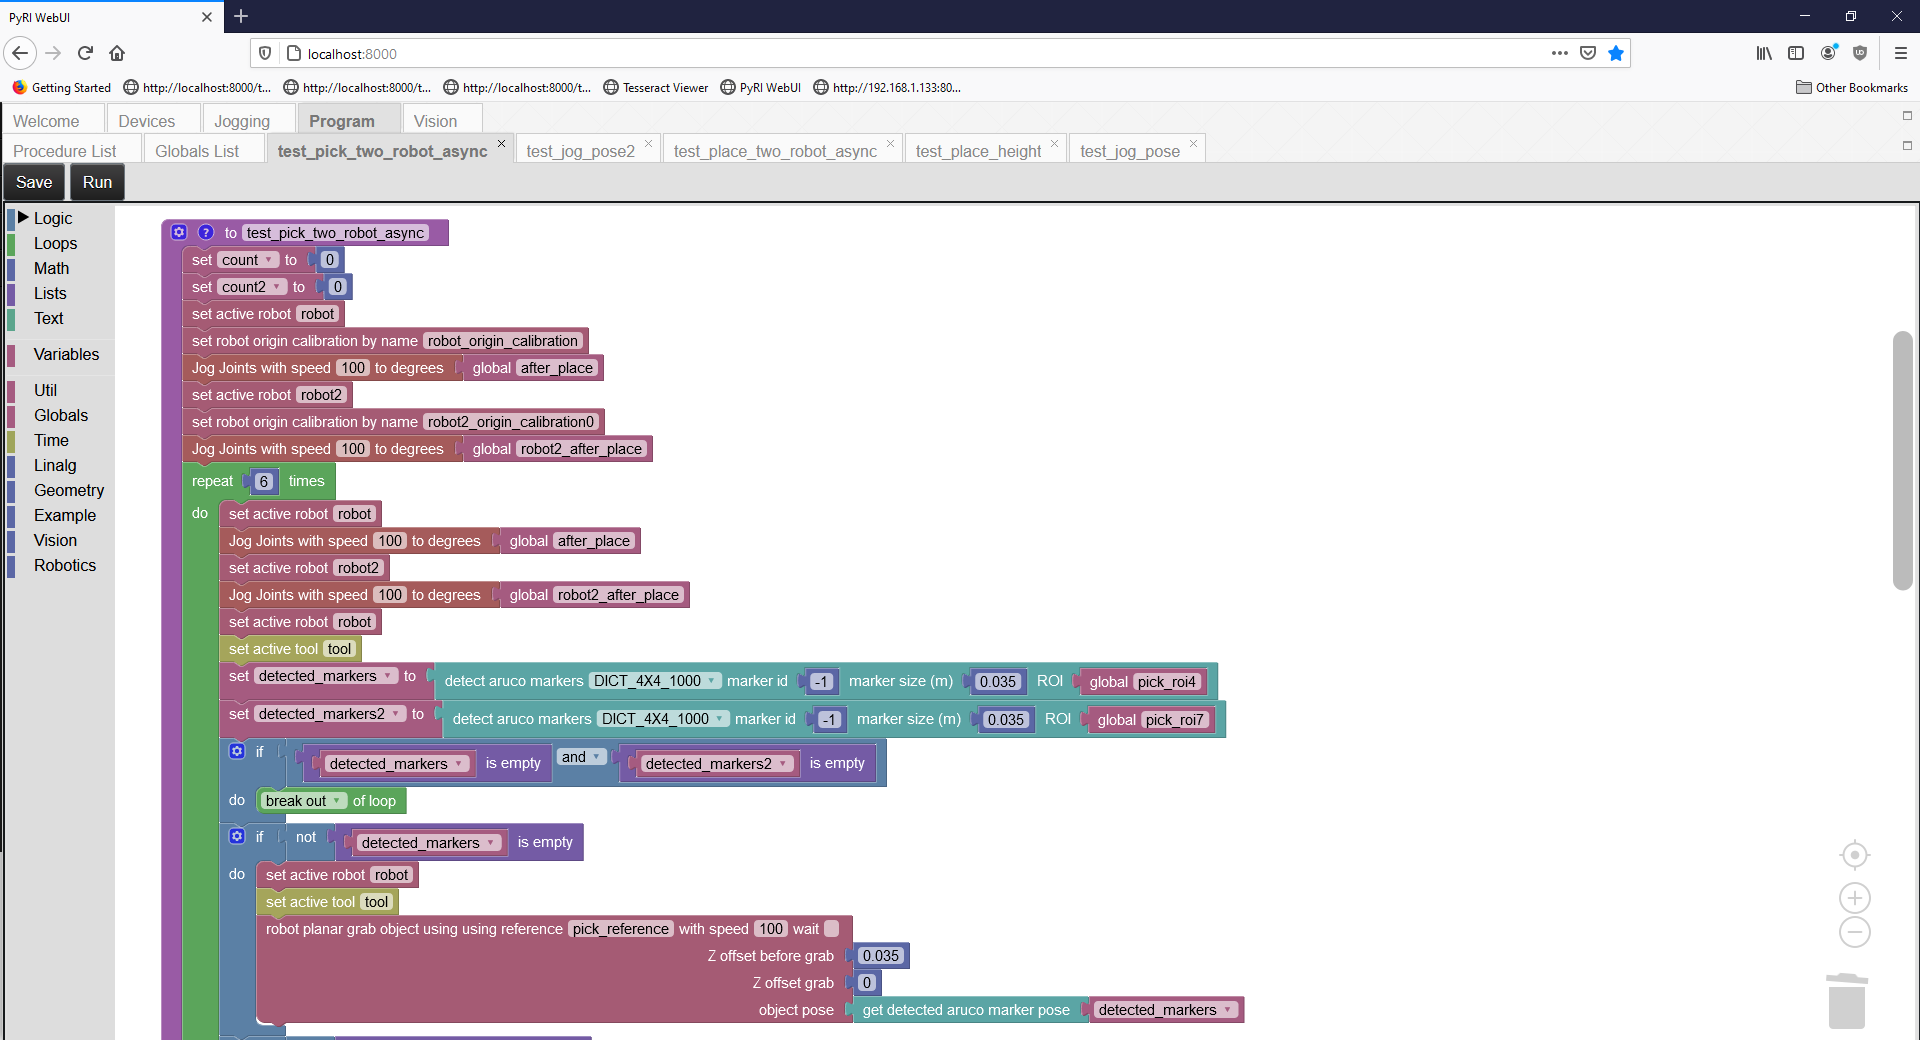 PyRI WebUI
localhost:8000
Getting Started http://localhost:8000/t... http://localhost:8000/t... http://localhost:8000/t... Tesseract Viewer PyRI WebUI http://192.168.1.133:80... Other Bookmarks
Welcome Devices Jogging Program Vision
Procedure List Globals List test_pick_two_robot_async test_jog_pose2 test_place_two_robot_async test_place_height test_jog_pose
Save Run
Logic
Loops
Math
Lists
Text
Variables
Util
Globals
Time
Linalg
Geometry
Example
Vision
Robotics
? to test_pick_two_robot_async
set count to 0
set count2 to 0
set active robot robot
set robot origin calibration by name robot_origin_calibration
Jog Joints with speed 100 to degrees global after_place
set active robot robot2
set robot origin calibration by name robot2_origin_calibration0
Jog Joints with speed 100 to degrees global robot2_after_place
repeat 6 times
do set active robot robot
Jog Joints with speed 100 to degrees global after_place
set active robot robot2
Jog Joints with speed 100 to degrees global robot2_after_place
set active robot robot
set active tool tool
set detected_markers to detect aruco markers DICT_4X4_1000 marker id -1 marker size (m) 0.035 ROI global pick_roi4
set detected_markers2 to detect aruco markers DICT_4X4_1000 marker id -1 marker size (m) 0.035 ROI global pick_roi7
if detected_markers is empty and detected_markers2 is empty
do break out of loop
if not detected_markers is empty
do set active robot robot
set active tool tool
robot planar grab object using using reference pick_reference with speed 100 wait
Z offset before grab 0.035
Z offset grab 0
object pose get detected aruco marker pose detected_markers